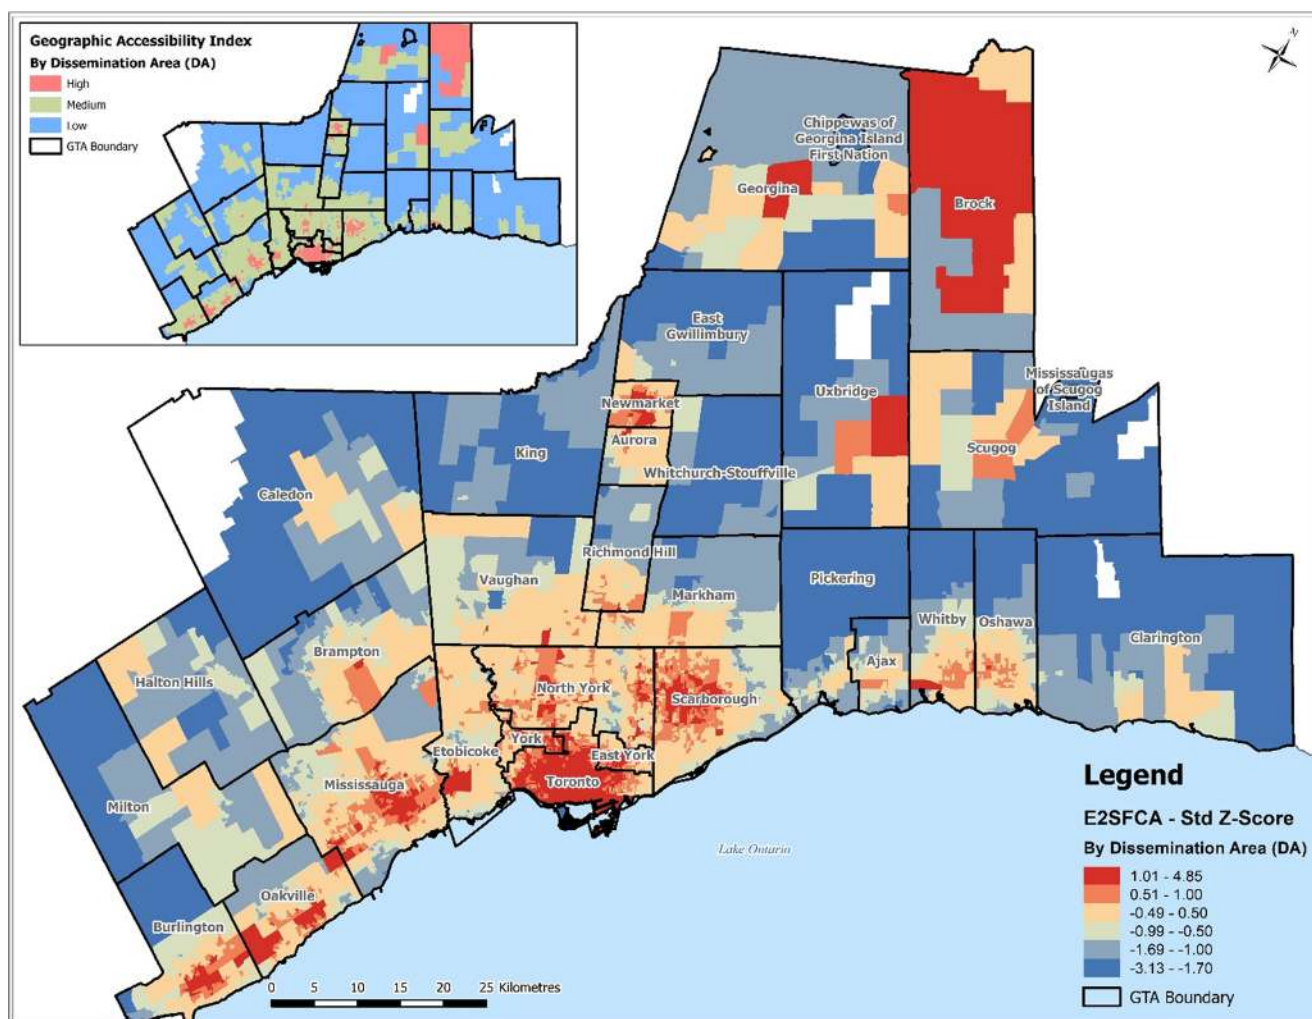 Geographic Accessibility Index
By Dissemination Area (DA)
High
Medium
Low
GTA Boundary
N
Chippewas of
Georgina Island
First Nation
Georgina
Brock
East
Gwillimbury
Mississaugas
of Scugog
Island
Uxbridge
Newmarket
Aurora
Scugog
King
Whitchurch-Stouffville
Caledon
Richmond Hill
Vaughan
Pickering
Markham
Whitby
Oshawa
Clarington
Brampton
Ajax
Halton Hills
North York
Scarborough
York
Etobicoke
East York
Toronto
Mississauga
Milton
Lake Ontario
Oakville
Burlington
0 5 10 15 20 25 Kilometres
Legend
E2SFCA - Std Z-Score
By Dissemination Area (DA)
1.01 - 4.85
0.51 - 1.00
-0.49 - 0.50
-0.99 - -0.50
-1.69 - -1.00
-3.13 - -1.70
GTA Boundary